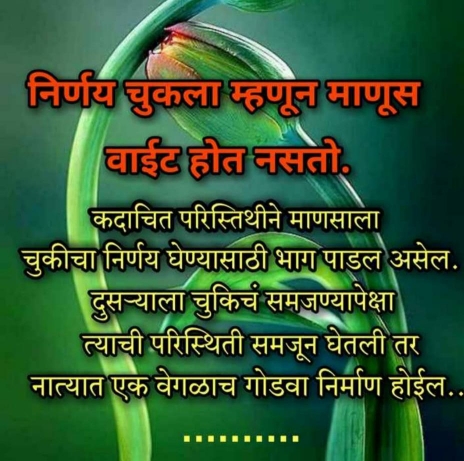 निर्णय चुकला म्हणून माणूस
वाईट होत नसतो.
कदाचित परिस्तिथीने माणसाला
चुकीचा निर्णय घेण्यासाठी भाग पाडल असेल.
दुसऱ्याला चुकिचं समजण्यापेक्षा
त्याची परिस्थिती समजून घेतली तर
नात्यात एक वेगळाच गोडवा निर्माण होईल..
..........